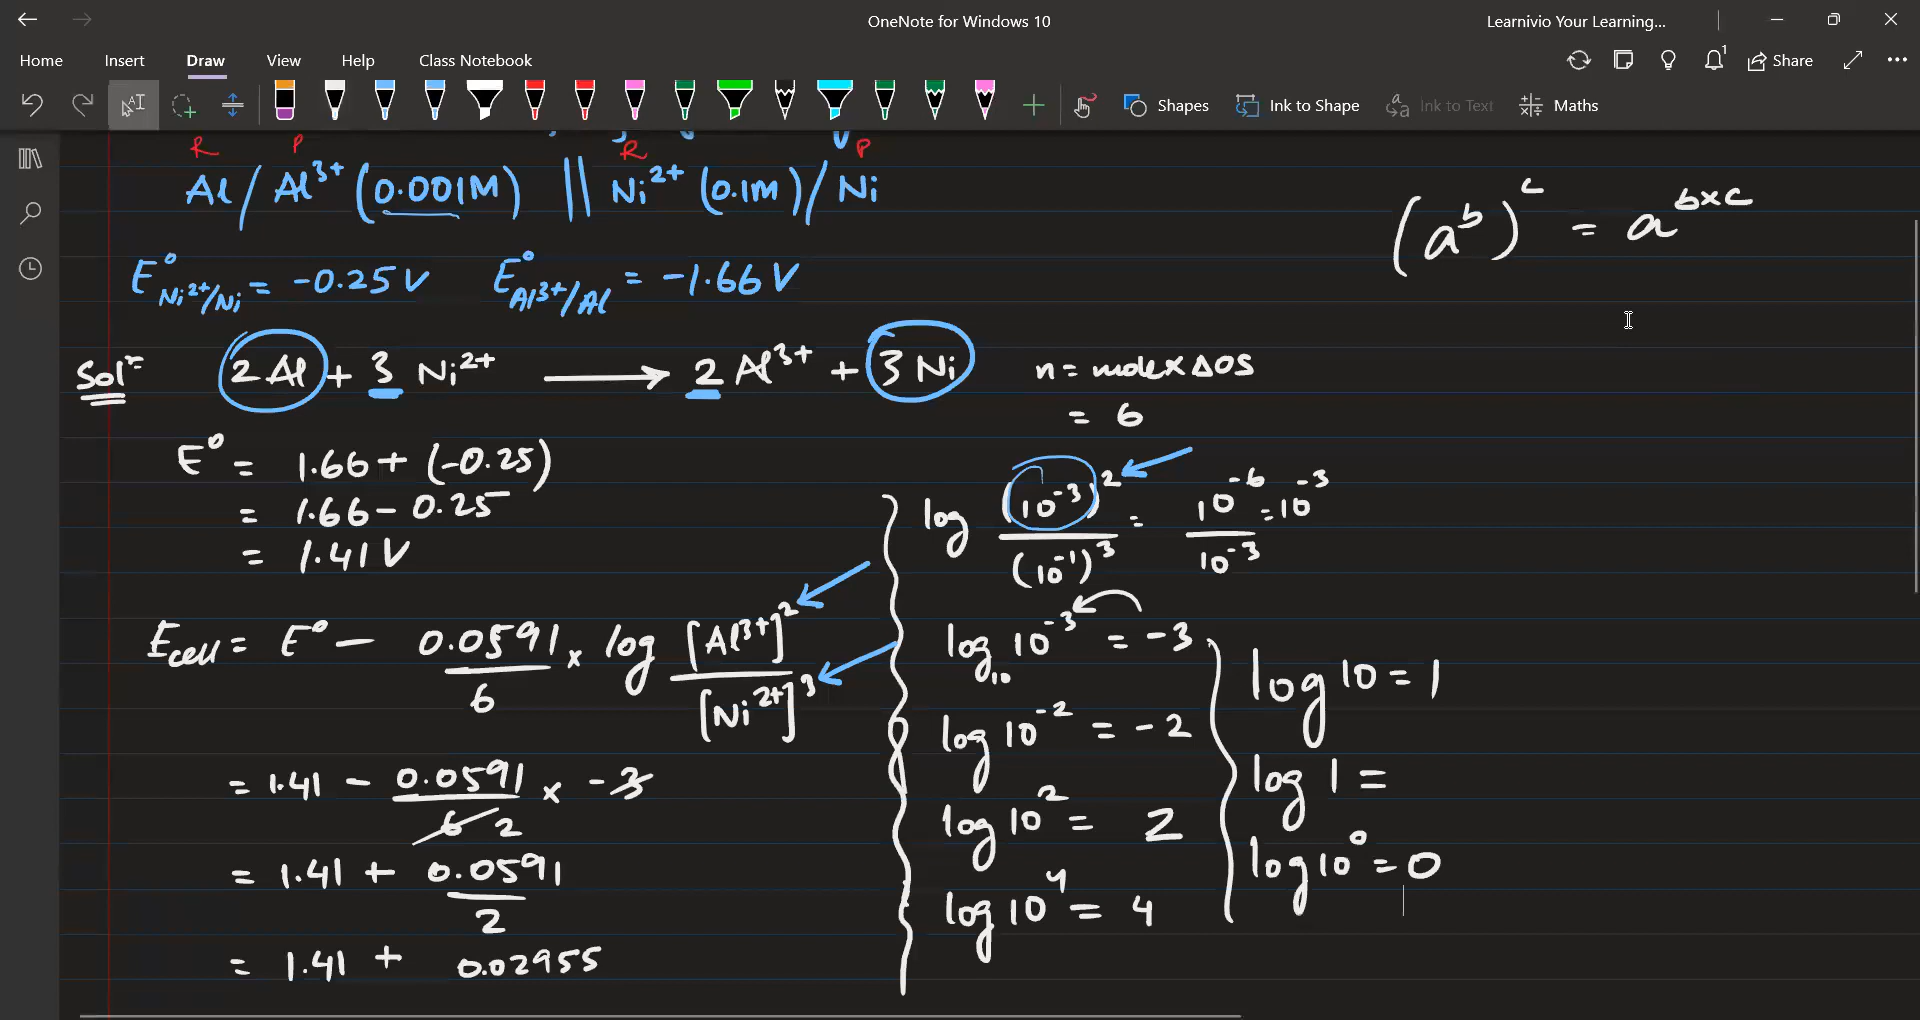 OneNote for Windows 10
Learnivio Your Learning...
Home Insert Draw View Help Class Notebook
1 Share
Shapes Ink to Shape Ink to Text Maths
R P R P
Al / Al³⁺ (0.001M) || Ni²⁺ (0.1M) / Ni
(a^b)^c = a^(b×c)
E° Ni²⁺/Ni = -0.25 V E° Al³⁺/Al = -1.66 V
Sol= 2 Al + 3 Ni²⁺ ⟶ 2 Al³⁺ + 3 Ni
n = mole × ΔOS
= 6
E° = 1.66 + (-0.25)
= 1.66 - 0.25
= 1.41 V
Ecell = E° - 0.0591/6 × log [Al³⁺]²/[Ni²⁺]³
= 1.41 - 0.0591/6 2 × -3
= 1.41 + 0.0591/2
= 1.41 + 0.02955
log (10⁻³)²/(10⁻¹)³ = 10⁻⁶/10⁻³ = 10⁻³
log₁₀ 10⁻³ = -3
log 10⁻² = -2
log 10² = 2
log 10⁴ = 4
log 10 = 1
log 1 =
log 10⁰ = 0